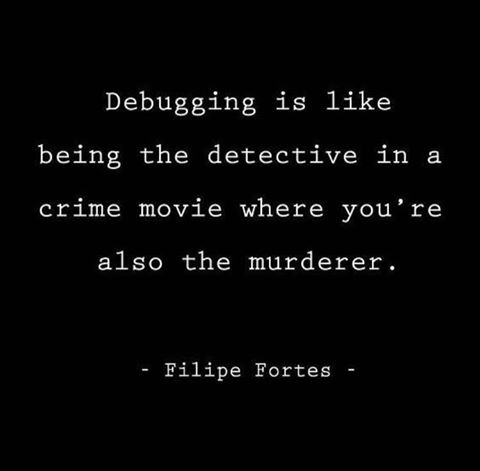 Debugging is like
being the detective in a
crime movie where you’re
also the murderer.
- Filipe Fortes -